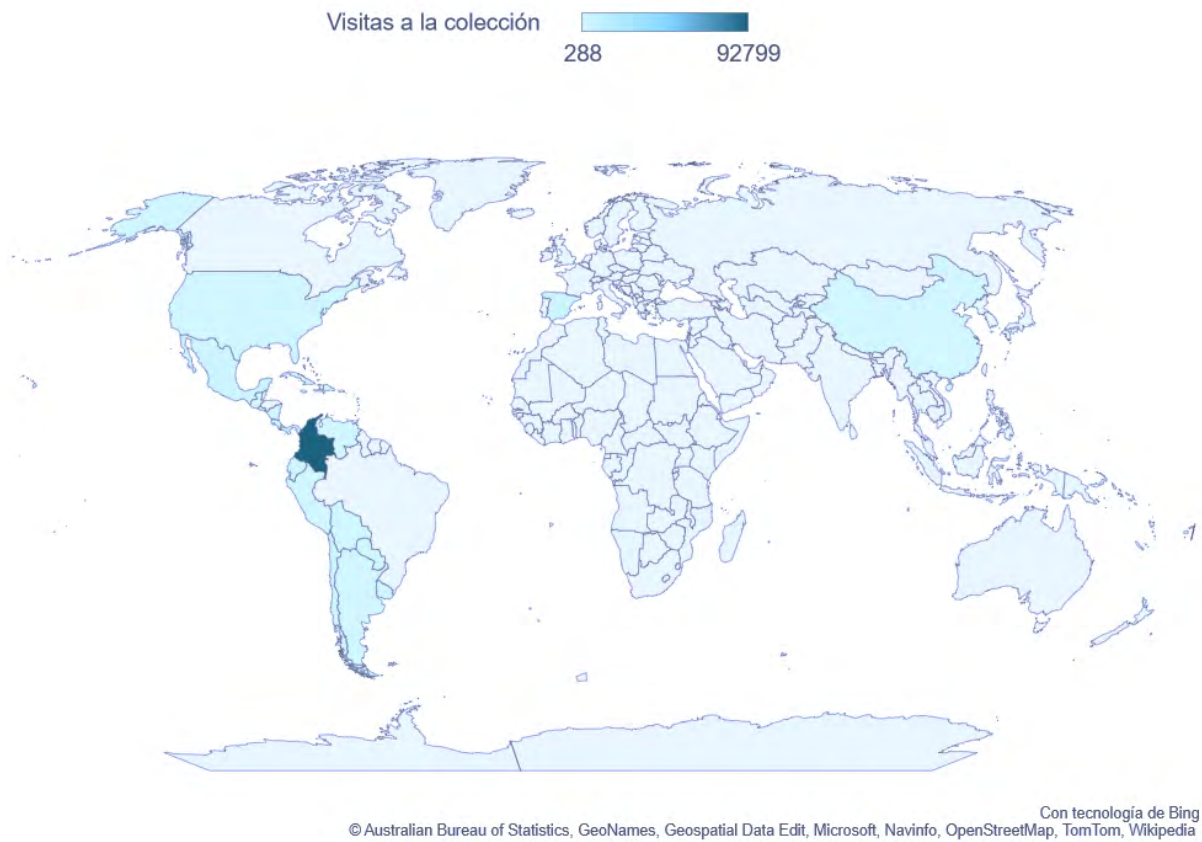 Visitas a la colección
288 92799
Con tecnología de Bing
© Australian Bureau of Statistics, GeoNames, Geospatial Data Edit, Microsoft, Navinfo, OpenStreetMap, TomTom, Wikipedia